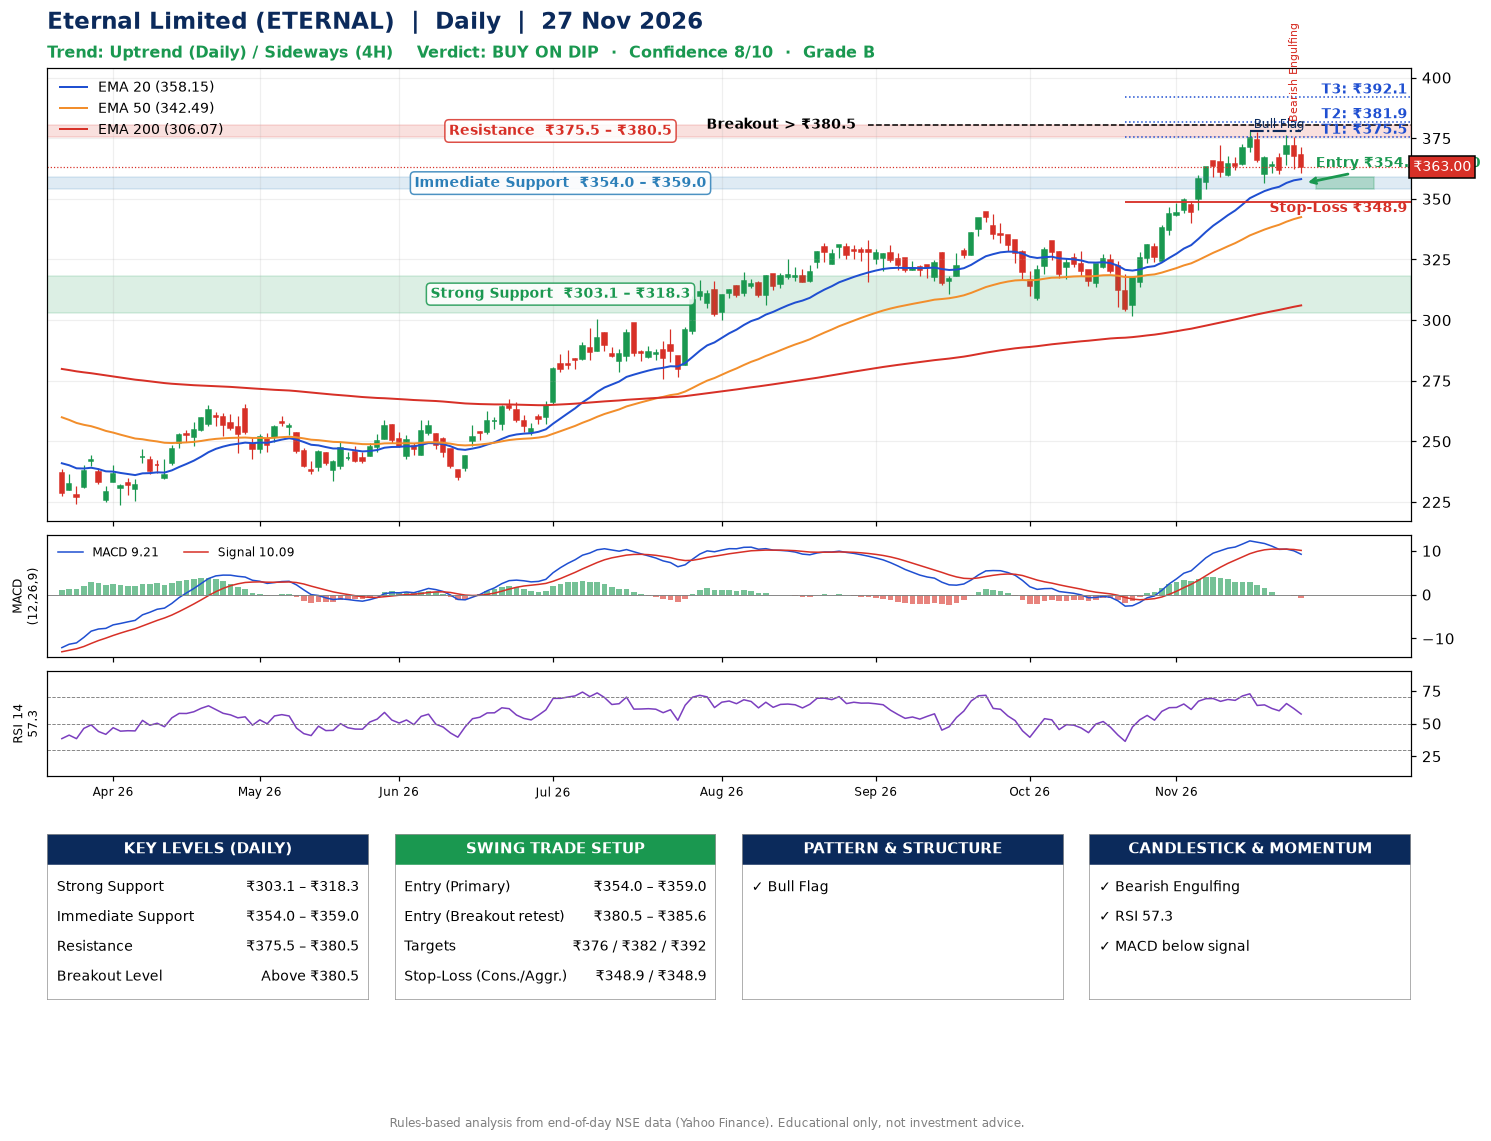 Eternal Limited (ETERNAL)  |  Daily  |  27 Nov 2026
Trend: Uptrend (Daily) / Sideways (4H)    Verdict: BUY ON DIP  ·  Confidence 8/10  ·  Grade B
EMA 20 (358.15)
EMA 50 (342.49)
EMA 200 (306.07)
Bearish Engulfing
T3: ₹392.1
T2: ₹381.9
T1: ₹375.5
Bull Flag
Breakout > ₹380.5
Resistance  ₹375.5 – ₹380.5
Immediate Support  ₹354.0 – ₹359.0
Strong Support  ₹303.1 – ₹318.3
Entry ₹354.
₹363.00
Stop-Loss ₹348.9
400
375
350
325
300
275
250
225
MACD 9.21
Signal 10.09
MACD
(12,26,9)
10
0
−10
RSI 14
57.3
75
50
25
Apr 26
May 26
Jun 26
Jul 26
Aug 26
Sep 26
Oct 26
Nov 26
KEY LEVELS (DAILY)
Strong Support ₹303.1 – ₹318.3
Immediate Support ₹354.0 – ₹359.0
Resistance ₹375.5 – ₹380.5
Breakout Level Above ₹380.5
SWING TRADE SETUP
Entry (Primary) ₹354.0 – ₹359.0
Entry (Breakout retest) ₹380.5 – ₹385.6
Targets ₹376 / ₹382 / ₹392
Stop-Loss (Cons./Aggr.) ₹348.9 / ₹348.9
PATTERN & STRUCTURE
✓ Bull Flag
CANDLESTICK & MOMENTUM
✓ Bearish Engulfing
✓ RSI 57.3
✓ MACD below signal
Rules-based analysis from end-of-day NSE data (Yahoo Finance). Educational only, not investment advice.